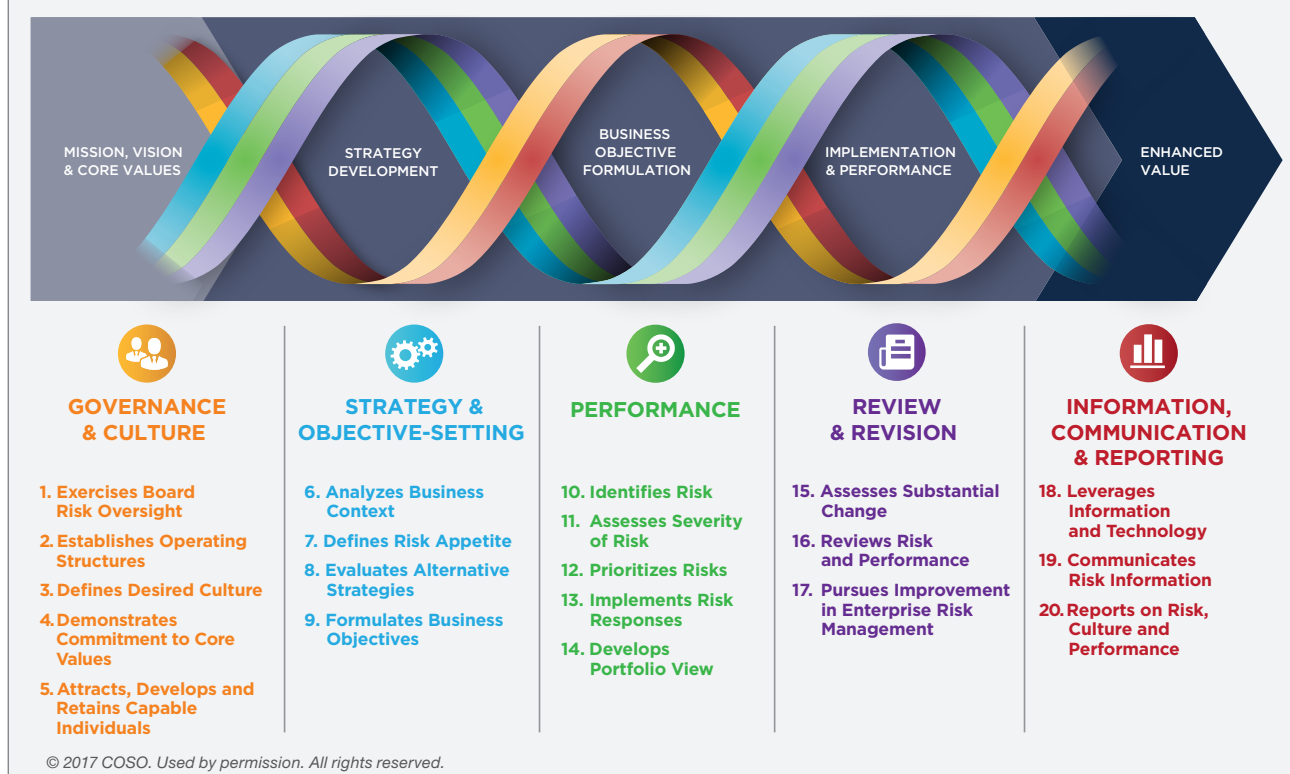 MISSION, VISION
& CORE VALUES
STRATEGY
DEVELOPMENT
BUSINESS
OBJECTIVE
FORMULATION
IMPLEMENTATION
& PERFORMANCE
ENHANCED
VALUE
GOVERNANCE
& CULTURE
1. Exercises Board
Risk Oversight
2. Establishes Operating
Structures
3. Defines Desired Culture
4. Demonstrates
Commitment to Core
Values
5. Attracts, Develops and
Retains Capable
Individuals
STRATEGY &
OBJECTIVE-SETTING
6. Analyzes Business
Context
7. Defines Risk Appetite
8. Evaluates Alternative
Strategies
9. Formulates Business
Objectives
PERFORMANCE
10. Identifies Risk
11. Assesses Severity
of Risk
12. Prioritizes Risks
13. Implements Risk
Responses
14. Develops
Portfolio View
REVIEW
& REVISION
15. Assesses Substantial
Change
16. Reviews Risk
and Performance
17. Pursues Improvement
in Enterprise Risk
Management
INFORMATION,
COMMUNICATION
& REPORTING
18. Leverages
Information
and Technology
19. Communicates
Risk Information
20. Reports on Risk,
Culture and
Performance
© 2017 COSO. Used by permission. All rights reserved.